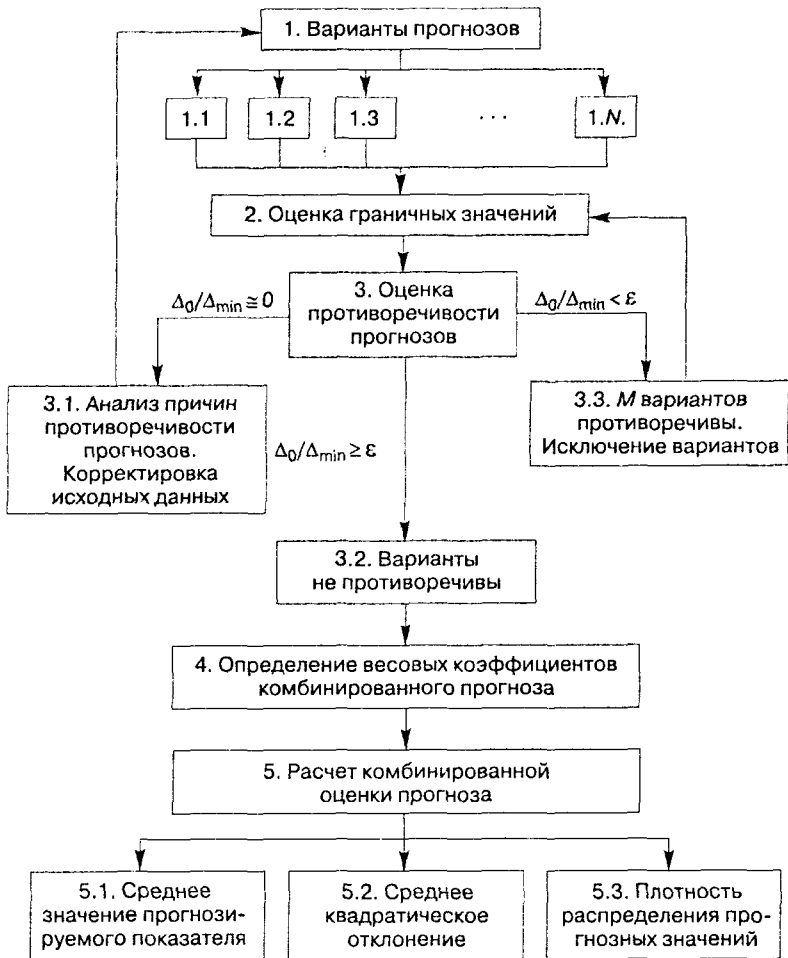 1. Варианты прогнозов
1.1
1.2
1.3
. . .
1.N.
2. Оценка граничных значений
Δ₀/Δmin ≅ 0
3. Оценка
противоречивости
прогнозов
Δ₀/Δmin < ε
3.1. Анализ причин
противоречивости
прогнозов.
Корректировка
исходных данных
Δ₀/Δmin ≥ ε
3.3. М вариантов
противоречивы.
Исключение вариантов
3.2. Варианты
не противоречивы
4. Определение весовых коэффициентов
комбинированного прогноза
5. Расчет комбинированной
оценки прогноза
5.1. Среднее
значение прогнози-
руемого показателя
5.2. Среднее
квадратическое
отклонение
5.3. Плотность
распределения про-
гнозных значений